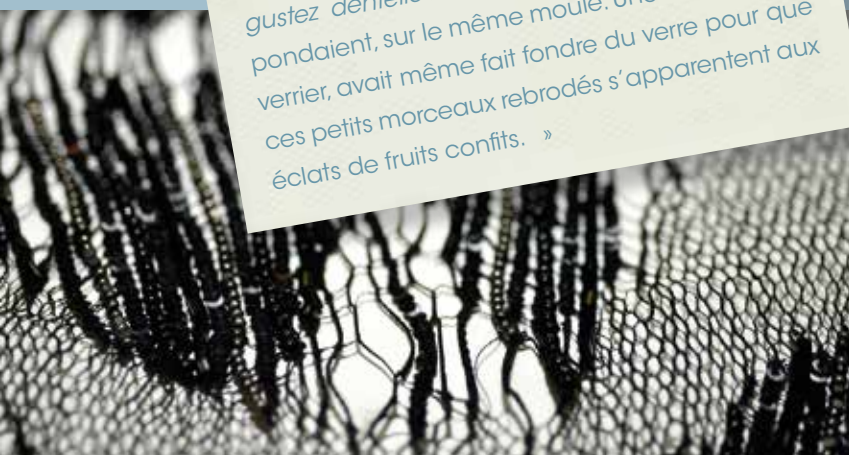 gustez dentelle
pondaient, sur le même moule. Une
verrier, avait même fait fondre du verre pour que
ces petits morceaux rebrodés s’apparentent aux
éclats de fruits confits. »